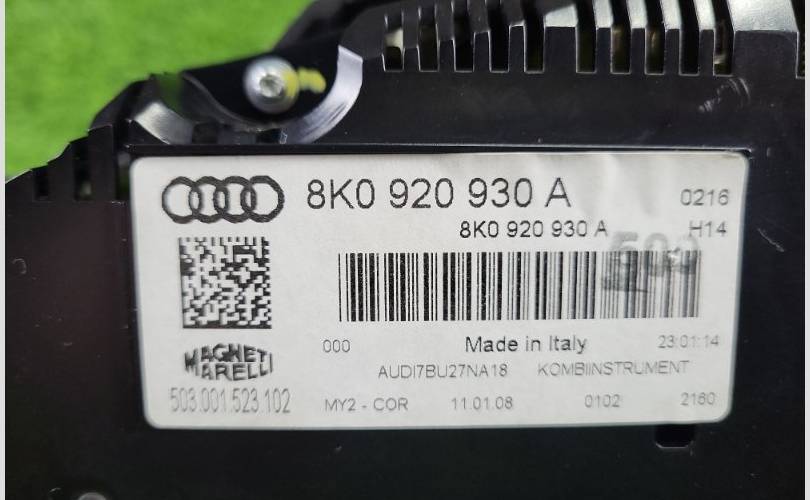 8K0 920 930 A 0216
8K0 920 930 A H14
000 Made in Italy 23:01:14
MAGNETI MARELLI
AUDI7BU27NA18 KOMBIINSTRUMENT
503.001.523.102 MY2 - COR 11.01.08 0102 2160